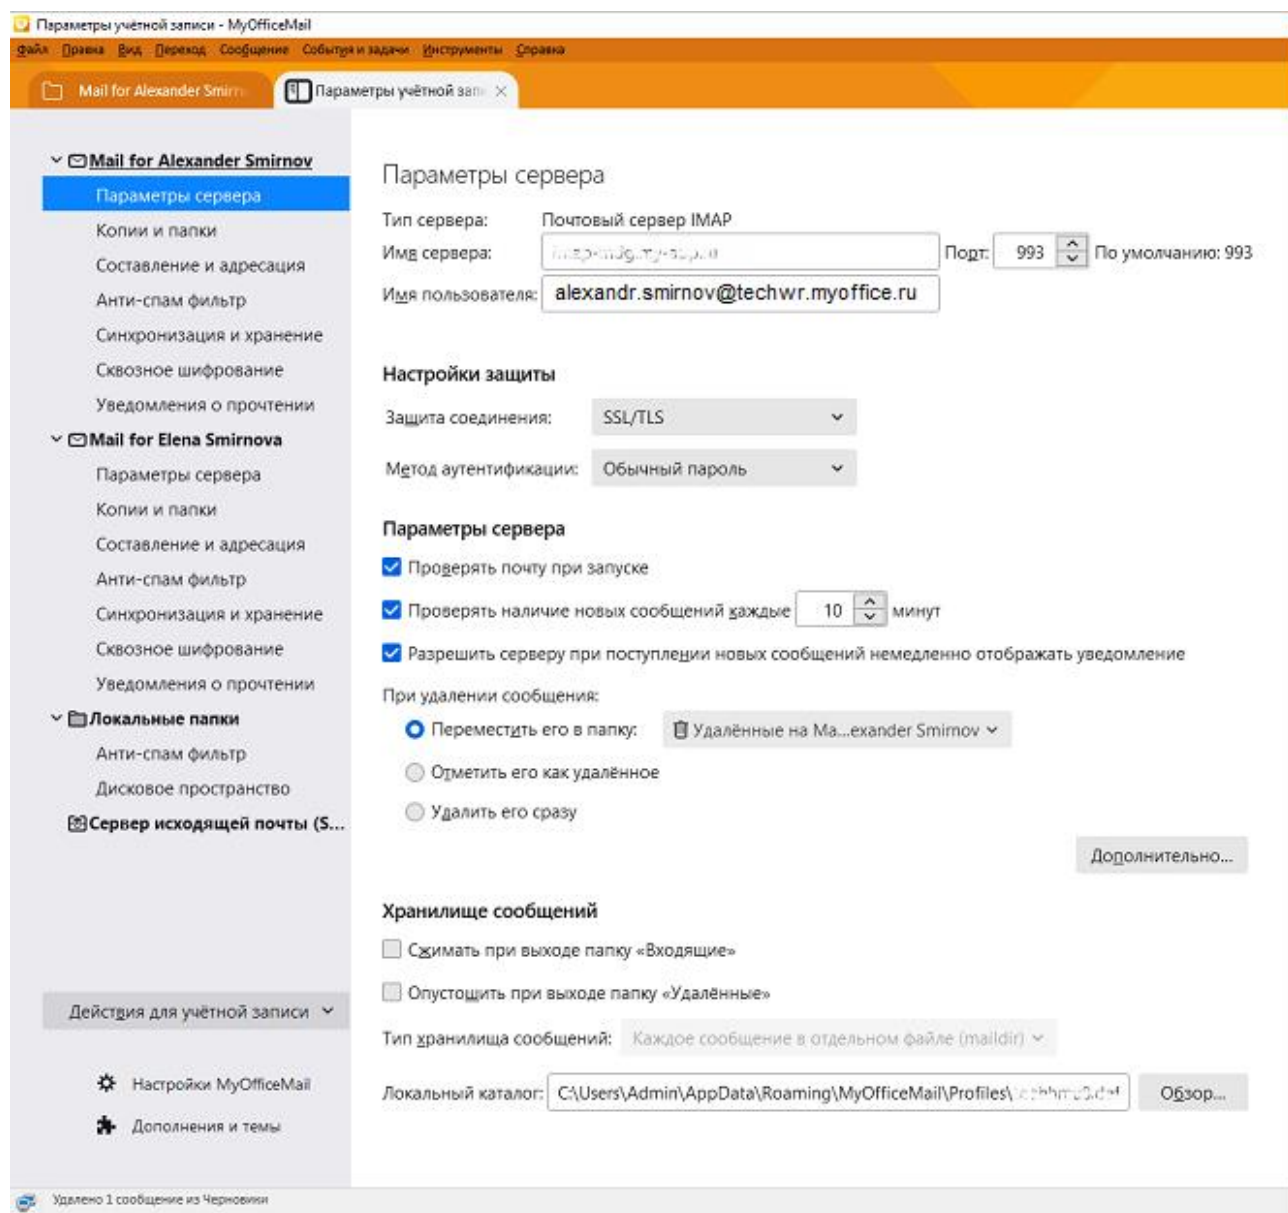 Параметры учётной записи - MyOfficeMail
Файл Правка Вид Переход Сообщение События и задачи Инструменты Справка
Mail for Alexander Smirn
Параметры учётной запи
Mail for Alexander Smirnov
Параметры сервера
Копии и папки
Составление и адресация
Анти-спам фильтр
Синхронизация и хранение
Сквозное шифрование
Уведомления о прочтении
Mail for Elena Smirnova
Параметры сервера
Копии и папки
Составление и адресация
Анти-спам фильтр
Синхронизация и хранение
Сквозное шифрование
Уведомления о прочтении
Локальные папки
Анти-спам фильтр
Дисковое пространство
Сервер исходящей почты (S...
Действия для учётной записи
Настройки MyOfficeMail
Дополнения и темы
Параметры сервера
Тип сервера: Почтовый сервер IMAP
Имя сервера: Порт: 993 По умолчанию: 993
Имя пользователя: alexandr.smirnov@techwr.myoffice.ru
Настройки защиты
Защита соединения: SSL/TLS
Метод аутентификации: Обычный пароль
Параметры сервера
Проверять почту при запуске
Проверять наличие новых сообщений каждые 10 минут
Разрешить серверу при поступлении новых сообщений немедленно отображать уведомление
При удалении сообщения:
Переместить его в папку: Удалённые на Ma...exander Smirnov
Отметить его как удалённое
Удалить его сразу
Дополнительно...
Хранилище сообщений
Сжимать при выходе папку «Входящие»
Опустошить при выходе папку «Удалённые»
Тип хранилища сообщений: Каждое сообщение в отдельном файле (maildir)
Локальный каталог: C:\Users\Admin\AppData\Roaming\MyOfficeMail\Profiles\ Обзор...
Удалено 1 сообщение из Черновики